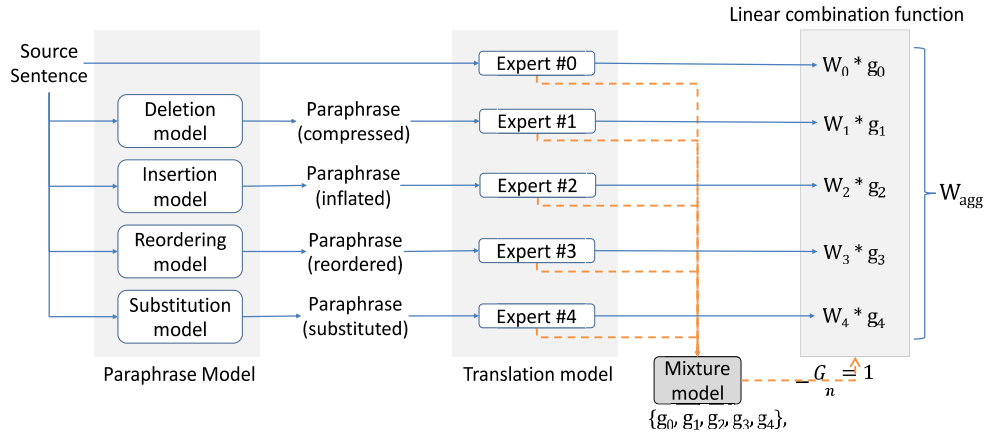 Linear combination function
Source
Sentence
Expert #0
W₀ * g₀
Deletion
model
Paraphrase
(compressed)
Expert #1
W₁ * g₁
Insertion
model
Paraphrase
(inflated)
Expert #2
W₂ * g₂
Wagg
Reordering
model
Paraphrase
(reordered)
Expert #3
W₃ * g₃
Substitution
model
Paraphrase
(substituted)
Expert #4
W₄ * g₄
Paraphrase Model
Translation model
Mixture
model
_ G = 1
n
{g₀, g₁, g₂, g₃, g₄},